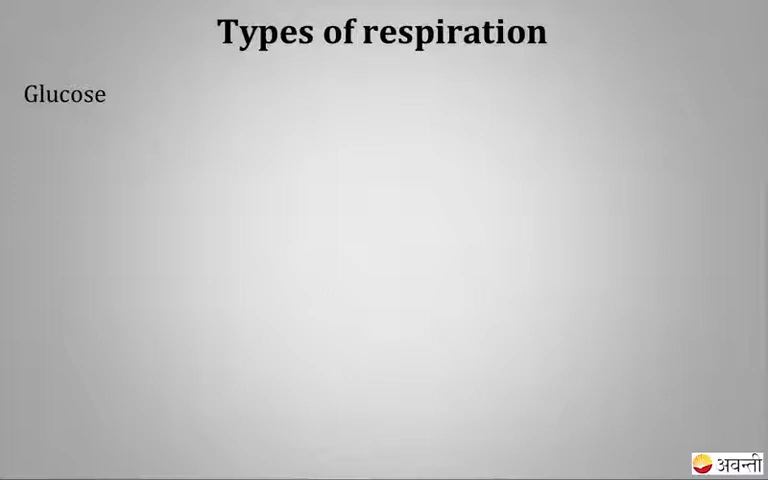 Types of respiration
Glucose
अवन्ती